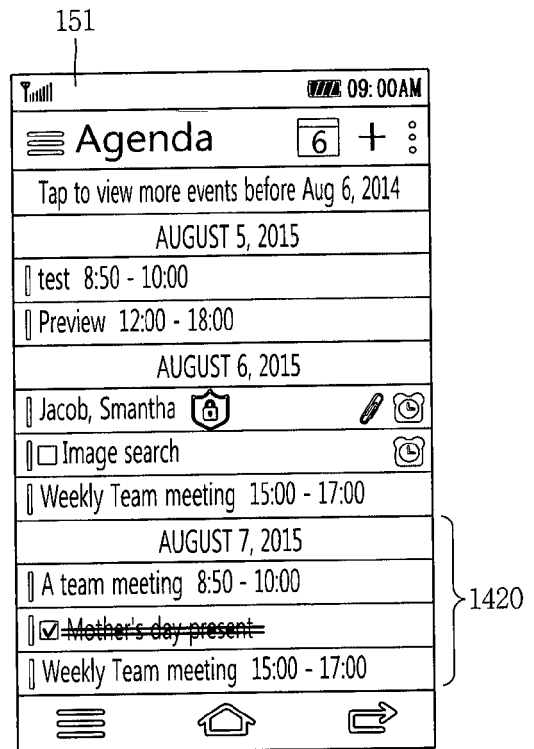 151
09:00AM
Agenda
6
Tap to view more events before Aug 6, 2014
AUGUST 5, 2015
test 8:50 - 10:00
Preview 12:00 - 18:00
AUGUST 6, 2015
Jacob, Smantha
Image search
Weekly Team meeting 15:00 - 17:00
AUGUST 7, 2015
A team meeting 8:50 - 10:00
1420
Mother's day present
Weekly Team meeting 15:00 - 17:00